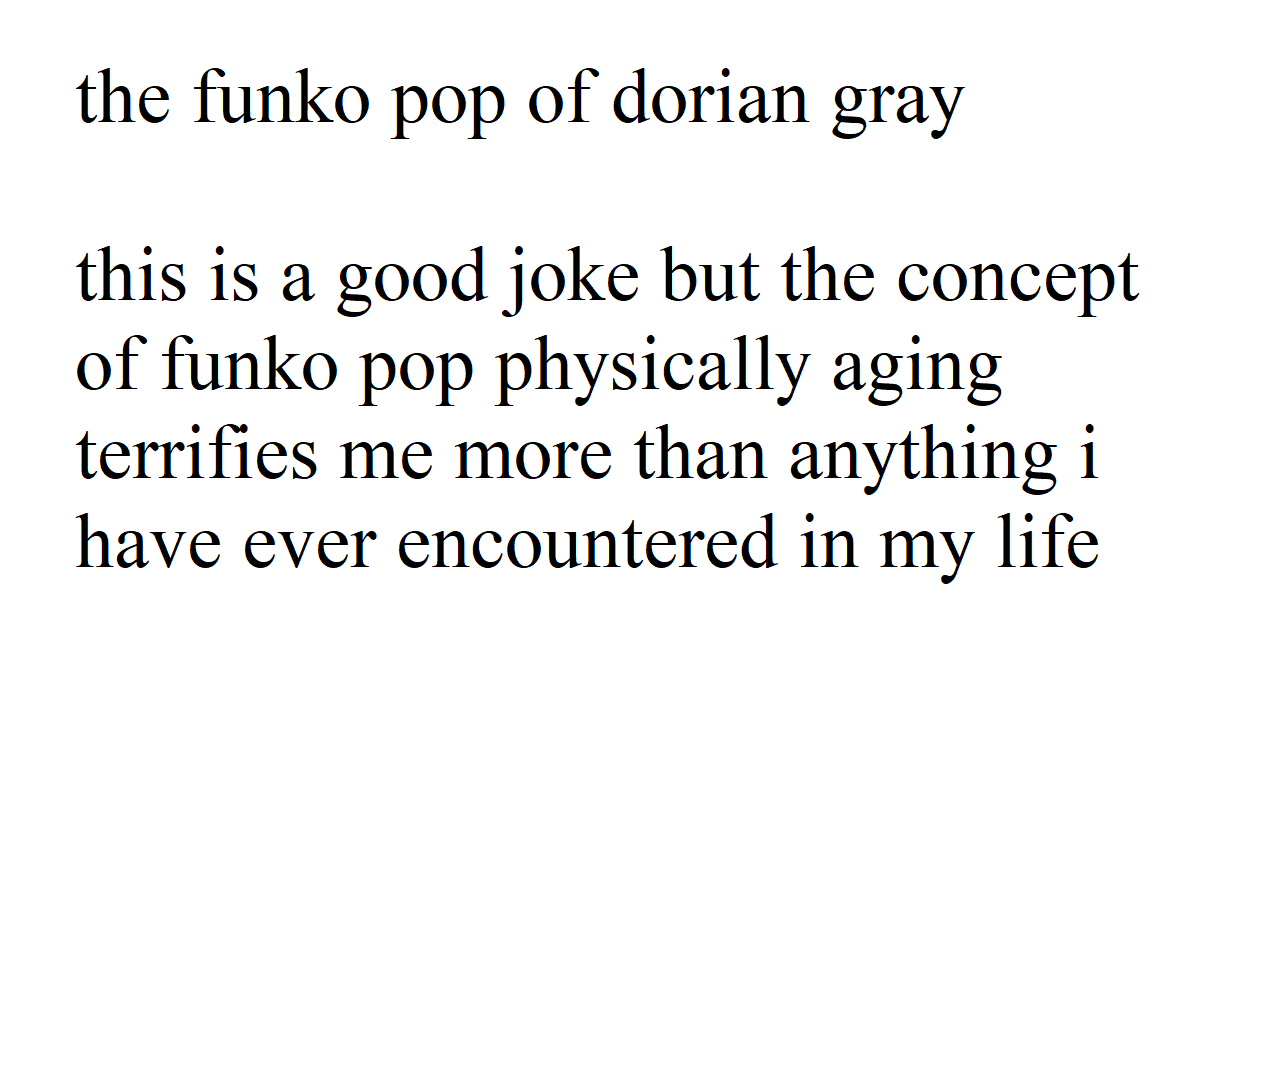 the funko pop of dorian gray
this is a good joke but the concept
of funko pop physically aging
terrifies me more than anything i
have ever encountered in my life